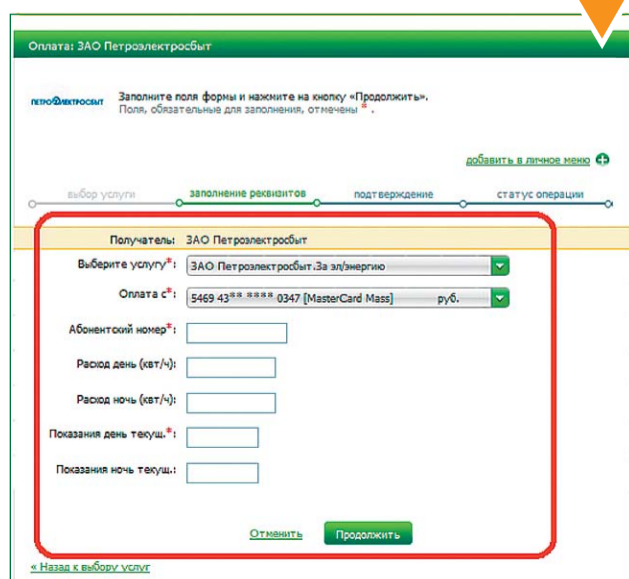 Оплата: ЗАО Петроэлектросбыт
ПЕТРОЭЛЕКТРОСБЫТ
Заполните поля формы и нажмите на кнопку «Продолжить».
Поля, обязательные для заполнения, отмечены * .
добавить в личное меню
выбор услуги заполнение реквизитов подтверждение статус операции
Получатель: ЗАО Петроэлектросбыт
Выберите услугу*: ЗАО Петроэлектросбыт.За эл/энергию
Оплата с*: 5469 43** **** 0347 [MasterCard Mass] руб.
Абонентский номер*:
Расход день (квт/ч):
Расход ночь (квт/ч):
Показания день текущ.*:
Показания ночь текущ.:
Отменить Продолжить
« Назад к выбору услуг